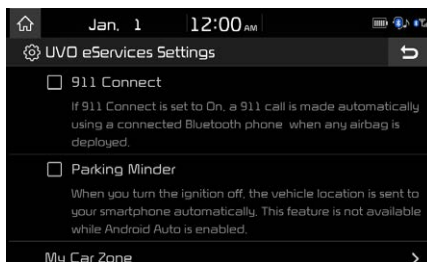 Jan. 1 12:00 AM
UVO eServices Settings
911 Connect
If 911 Connect is set to On, a 911 call is made automatically
using a connected Bluetooth phone when any airbag is
deployed.
Parking Minder
When you turn the ignition off, the vehicle location is sent to
your smartphone automatically. This feature is not available
while Android Auto is enabled.
My Car Zone